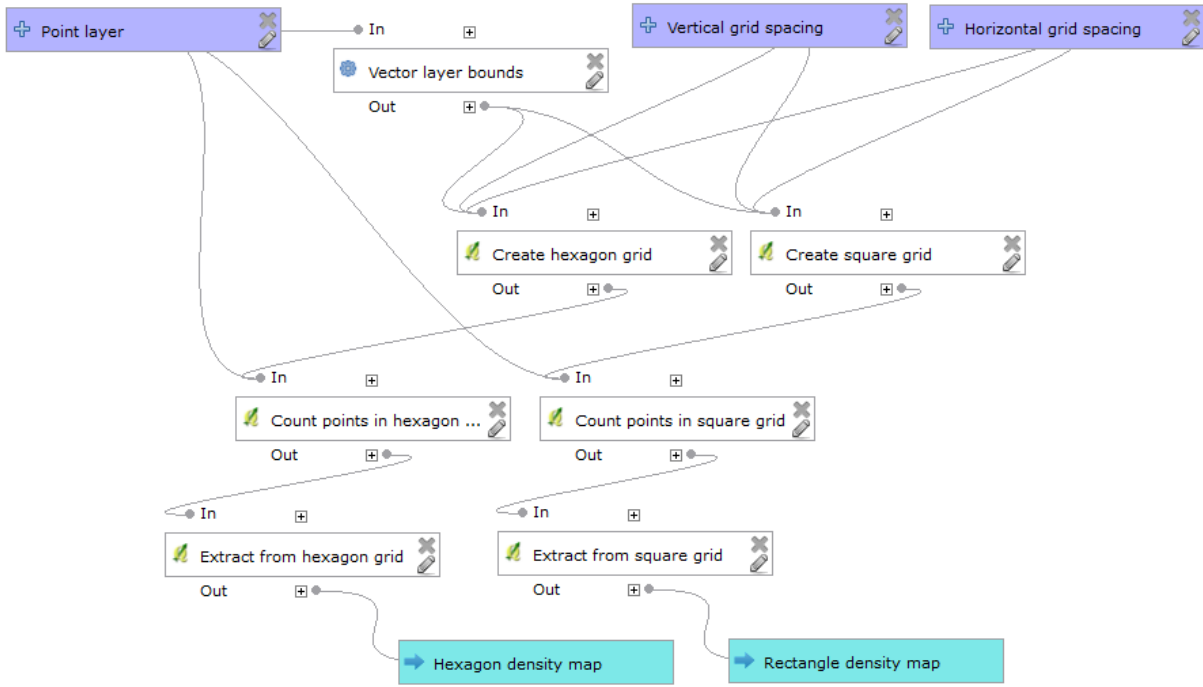 Point layer
In
Vertical grid spacing
Horizontal grid spacing
Vector layer bounds
Out
In
In
Create hexagon grid
Create square grid
Out
Out
In
In
Count points in hexagon ...
Count points in square grid
Out
Out
In
In
Extract from hexagon grid
Extract from square grid
Out
Out
Hexagon density map
Rectangle density map